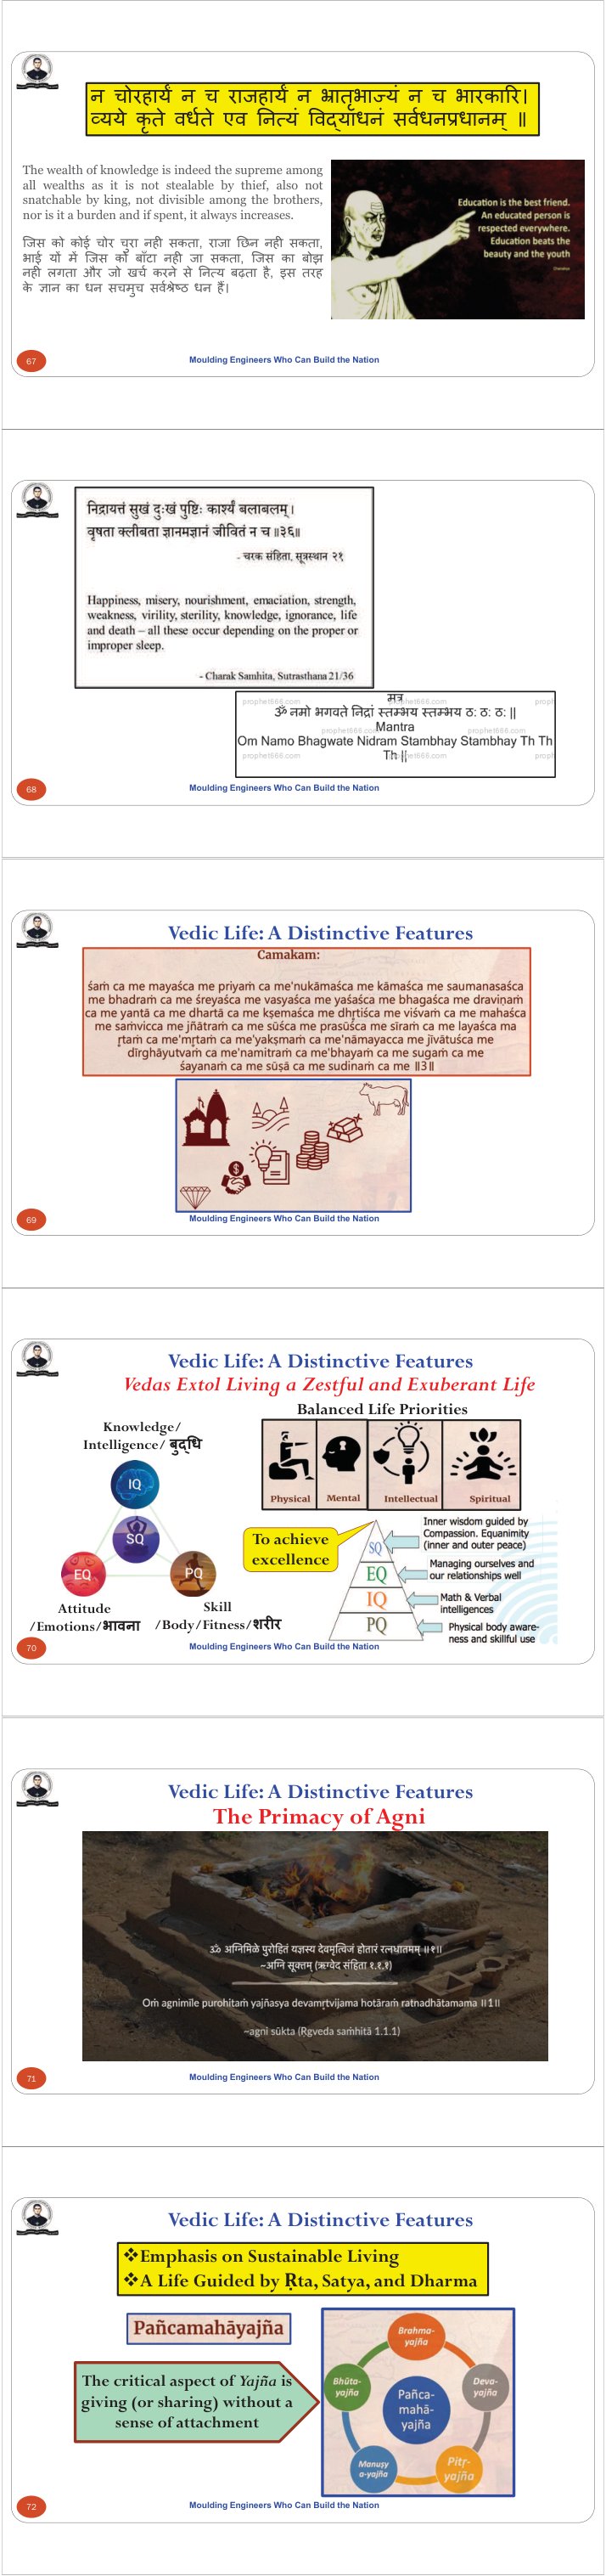 न चोरहार्यं न च राजहार्यं न भ्रातृभाज्यं न च भारकारि।
व्यये कृते वर्धते एव नित्यं विद्याधनं सर्वधनप्रधानम् ॥
The wealth of knowledge is indeed the supreme among
all wealths as it is not stealable by thief, also not
snatchable by king, not divisible among the brothers,
nor is it a burden and if spent, it always increases.
जिस को कोई चोर चुरा नही सकता, राजा छिन नही सकता,
भाई यों में जिस को बाँटा नही जा सकता, जिस का बोझ
नही लगता और जो खर्च करने से नित्य बढ़ता है, इस तरह
के ज्ञान का धन सचमुच सर्वश्रेष्ठ धन हैं।
Education is the best friend.
An educated person is
respected everywhere.
Education beats the
beauty and the youth
Chanakya
67
Moulding Engineers Who Can Build the Nation
निद्रायत्तं सुखं दुःखं पुष्टिः कार्श्यं बलाबलम्।
वृषता क्लीबता ज्ञानमज्ञानं जीवितं न च ॥३६॥
- चरक संहिता, सूत्रस्थान २१
Happiness, misery, nourishment, emaciation, strength,
weakness, virility, sterility, knowledge, ignorance, life
and death – all these occur depending on the proper or
improper sleep.
- Charak Samhita, Sutrasthana 21/36
मंत्र
prophet666.com prophet666.com proph
ॐ नमो भगवते निद्रां स्तम्भय स्तम्भय ठः ठः ठः ||
prophet666.com prophet666.com
Mantra
Om Namo Bhagwate Nidram Stambhay Stambhay Th Th
Th ||
prophet666.com prophet666.com proph
68
Moulding Engineers Who Can Build the Nation
Vedic Life: A Distinctive Features
Camakam:
śaṁ ca me mayaśca me priyaṁ ca me'nukāmaśca me kāmaśca me saumanasaśca
me bhadraṁ ca me śreyaśca me vasyaśca me yaśaśca me bhagaśca me draviṇaṁ
ca me yantā ca me dhartā ca me kṣemaśca me dhṛtiśca me viśvaṁ ca me mahaśca
me saṁvicca me jñātraṁ ca me sūśca me prasūśca me sīraṁ ca me layaśca ma
ṛtaṁ ca me'mṛtaṁ ca me'yakṣmaṁ ca me'nāmayacca me jīvātuśca me
dīrghāyutvaṁ ca me'namitraṁ ca me'bhayaṁ ca me sugaṁ ca me
śayanaṁ ca me sūṣā ca me sudinaṁ ca me ॥3॥
69
Moulding Engineers Who Can Build the Nation
Vedic Life: A Distinctive Features
Vedas Extol Living a Zestful and Exuberant Life
Knowledge/
Intelligence/ बुद्धि
IQ
SQ
EQ
PQ
Attitude
/Emotions/भावना
Skill
/Body/Fitness/शरीर
Balanced Life Priorities
Physical
Mental
Intellectual
Spiritual
To achieve
excellence
SQ
EQ
IQ
PQ
Inner wisdom guided by
Compassion. Equanimity
(inner and outer peace)
Managing ourselves and
our relationships well
Math & Verbal
intelligences
Physical body aware-
ness and skillful use
70
Moulding Engineers Who Can Build the Nation
Vedic Life: A Distinctive Features
The Primacy of Agni
ॐ अग्निमिळे पुरोहितं यज्ञस्य देवमृत्विजं होतारं रत्नधातमम् ॥१॥
~अग्नि सूक्तम् (ऋग्वेद संहिता १.१.१)
Oṁ agnimīle purohitaṁ yajñasya devamṛtvijama hotāraṁ ratnadhātamama ॥1॥
~agni sūkta (Ṛgveda saṁhitā 1.1.1)
71
Moulding Engineers Who Can Build the Nation
Vedic Life: A Distinctive Features
❖Emphasis on Sustainable Living
❖A Life Guided by Ṛta, Satya, and Dharma
Pañcamahāyajña
The critical aspect of Yajña is
giving (or sharing) without a
sense of attachment
Brahma-
yajña
Deva-
yajña
Pitṛ-
yajña
Manuṣy
a-yajña
Bhūta-
yajña
Pañca-
mahā-
yajña
72
Moulding Engineers Who Can Build the Nation